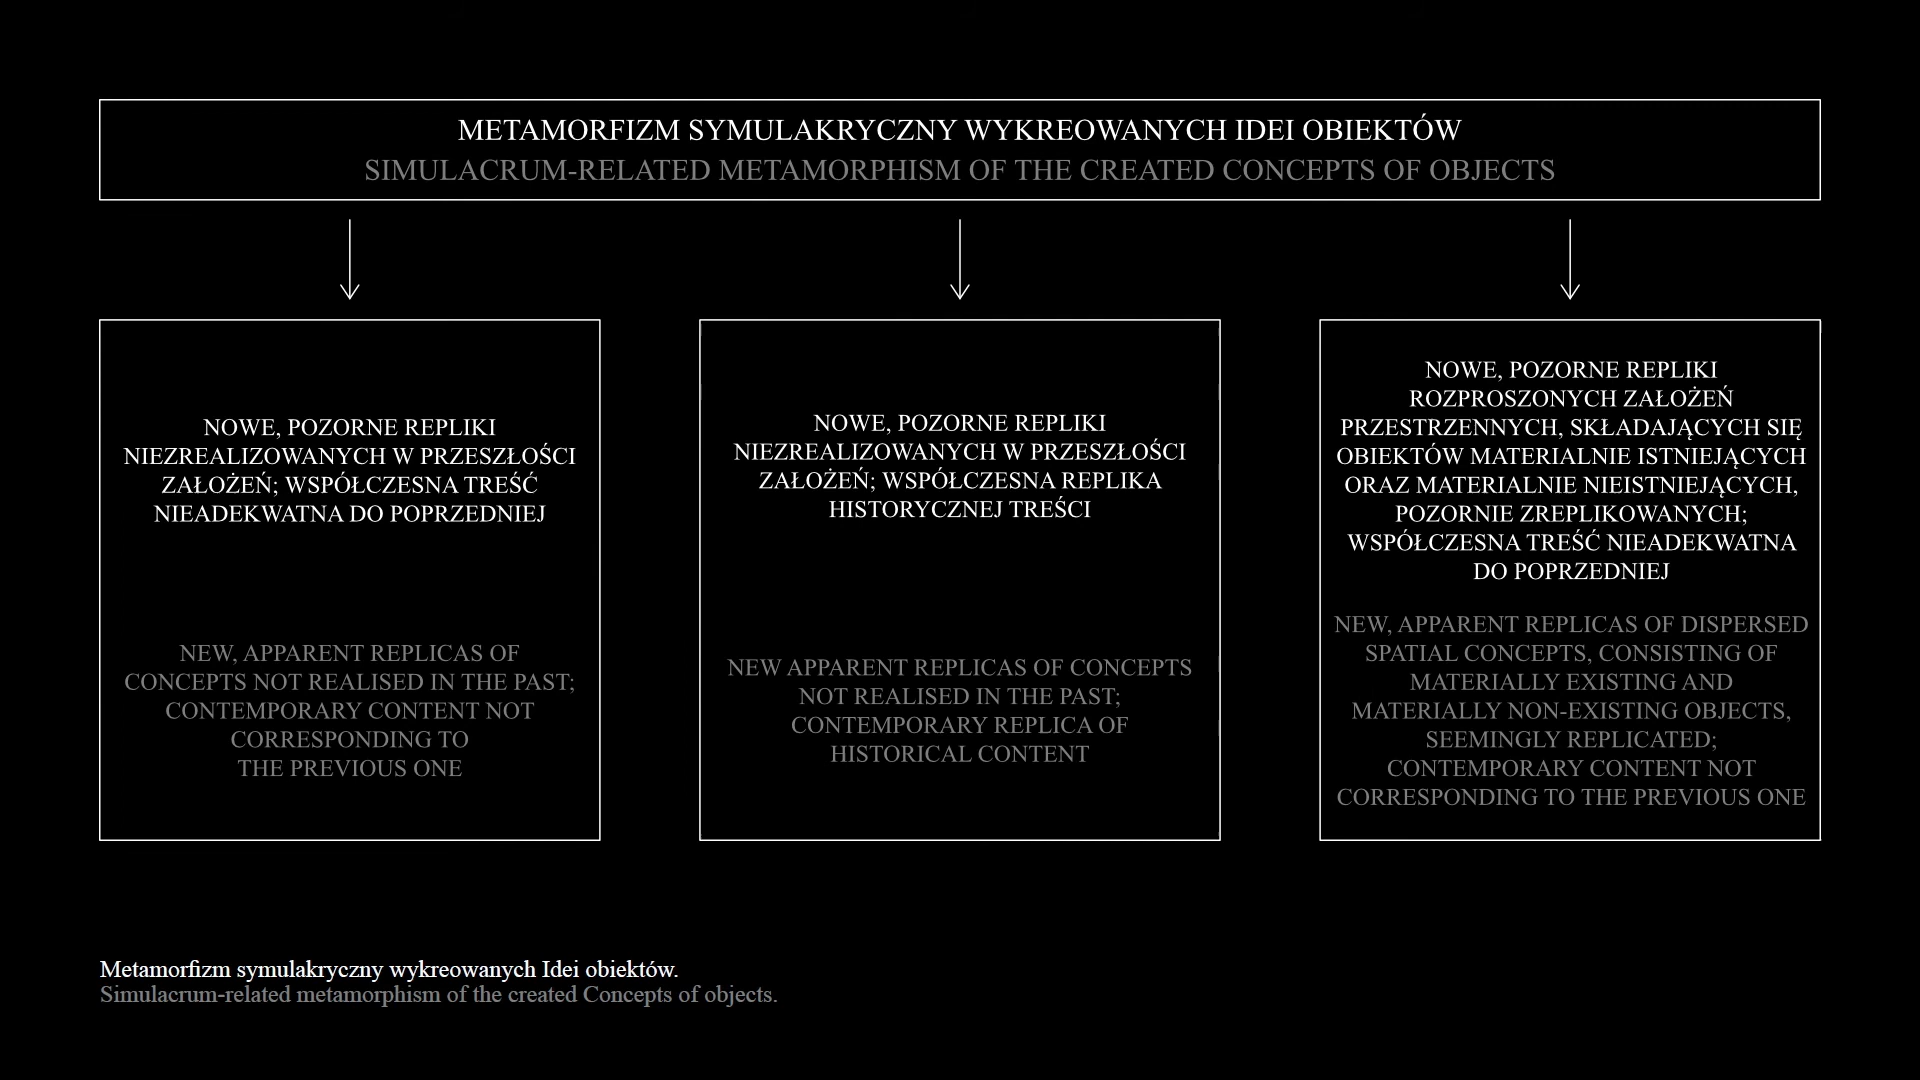 METAMORFIZM SYMULAKRYCZNY WYKREOWANYCH IDEI OBIEKTÓW
SIMULACRUM-RELATED METAMORPHISM OF THE CREATED CONCEPTS OF OBJECTS
NOWE, POZORNE REPLIKI
NIEZREALIZOWANYCH W PRZESZŁOŚCI
ZAŁOŻEŃ; WSPÓŁCZESNA TREŚĆ
NIEADEKWATNA DO POPRZEDNIEJ
NEW, APPARENT REPLICAS OF
CONCEPTS NOT REALISED IN THE PAST;
CONTEMPORARY CONTENT NOT
CORRESPONDING TO
THE PREVIOUS ONE
NOWE, POZORNE REPLIKI
NIEZREALIZOWANYCH W PRZESZŁOŚCI
ZAŁOŻEŃ; WSPÓŁCZESNA REPLIKA
HISTORYCZNEJ TREŚCI
NEW APPARENT REPLICAS OF CONCEPTS
NOT REALISED IN THE PAST;
CONTEMPORARY REPLICA OF
HISTORICAL CONTENT
NOWE, POZORNE REPLIKI
ROZPROSZONYCH ZAŁOŻEŃ
PRZESTRZENNYCH, SKŁADAJĄCYCH SIĘ
OBIEKTÓW MATERIALNIE ISTNIEJĄCYCH
ORAZ MATERIALNIE NIEISTNIEJĄCYCH,
POZORNIE ZREPLIKOWANYCH;
WSPÓŁCZESNA TREŚĆ NIEADEKWATNA
DO POPRZEDNIEJ
NEW, APPARENT REPLICAS OF DISPERSED
SPATIAL CONCEPTS, CONSISTING OF
MATERIALLY EXISTING AND
MATERIALLY NON-EXISTING OBJECTS,
SEEMINGLY REPLICATED;
CONTEMPORARY CONTENT NOT
CORRESPONDING TO THE PREVIOUS ONE
Metamorfizm symulakryczny wykreowanych Idei obiektów.
Simulacrum-related metamorphism of the created Concepts of objects.